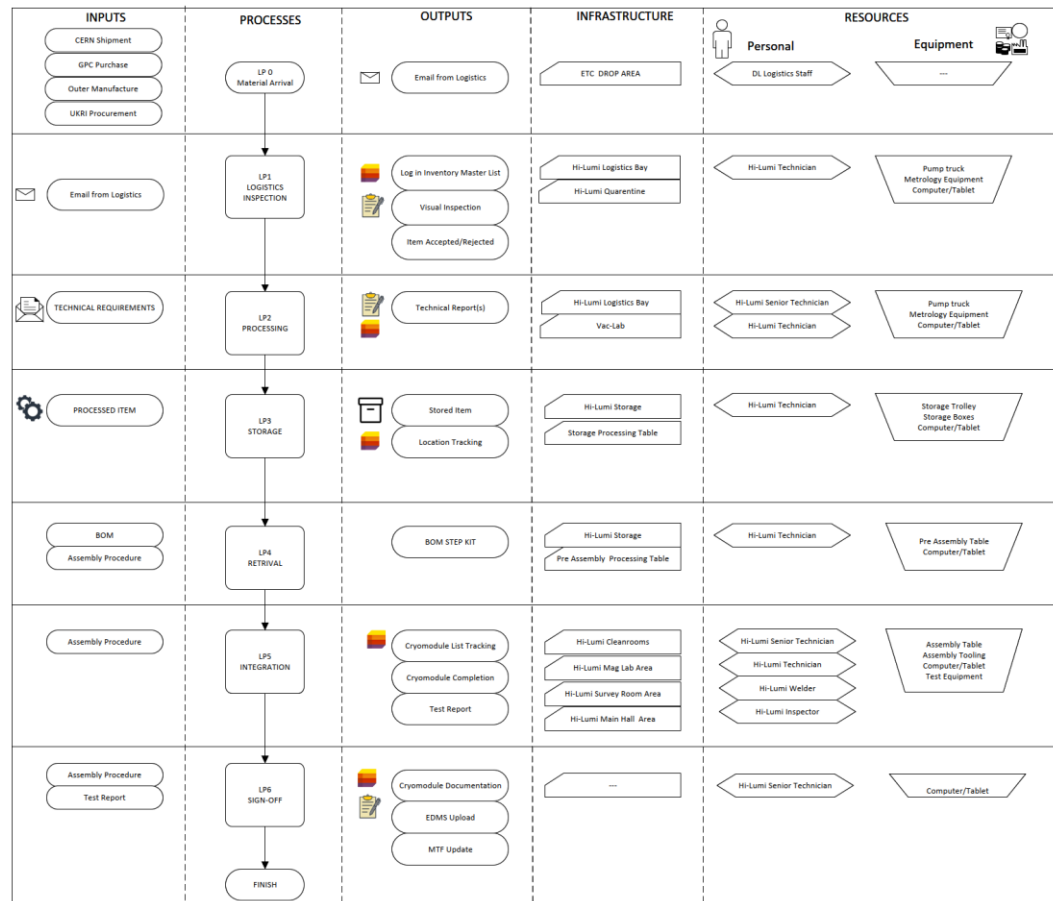 INPUTS
PROCESSES
OUTPUTS
INFRASTRUCTURE
RESOURCES
Personal
Equipment
CERN Shipment
GPC Purchase
Outer Manufacture
UKRI Procurement
LP 0
Material Arrival
Email from Logistics
ETC DROP AREA
DL Logistics Staff
---
Email from Logistics
LP1
LOGISTICS
INSPECTION
Log in Inventory Master List
Visual Inspection
Item Accepted/Rejected
Hi-Lumi Logistics Bay
Hi-Lumi Quarentine
Hi-Lumi Technician
Pump truck
Metrology Equipment
Computer/Tablet
TECHNICAL REQUIREMENTS
LP2
PROCESSING
Technical Report(s)
Hi-Lumi Logistics Bay
Vac-Lab
Hi-Lumi Senior Technician
Hi-Lumi Technician
Pump truck
Metrology Equipment
Computer/Tablet
PROCESSED ITEM
LP3
STORAGE
Stored Item
Location Tracking
Hi-Lumi Storage
Storage Processing Table
Hi-Lumi Technician
Storage Trolley
Storage Boxes
Computer/Tablet
BOM
Assembly Procedure
LP4
RETRIVAL
BOM STEP KIT
Hi-Lumi Storage
Pre Assembly Processing Table
Hi-Lumi Technician
Pre Assembly Table
Computer/Tablet
Assembly Procedure
LP5
INTEGRATION
Cryomodule List Tracking
Cryomodule Completion
Test Report
Hi-Lumi Cleanrooms
Hi-Lumi Mag Lab Area
Hi-Lumi Survey Room Area
Hi-Lumi Main Hall Area
Hi-Lumi Senior Technician
Hi-Lumi Technician
Hi-Lumi Welder
Hi-Lumi Inspector
Assembly Table
Assembly Tooling
Computer/Tablet
Test Equipment
Assembly Procedure
Test Report
LP6
SIGN-OFF
Cryomodule Documentation
EDMS Upload
MTF Update
---
Hi-Lumi Senior Technician
Computer/Tablet
FINISH